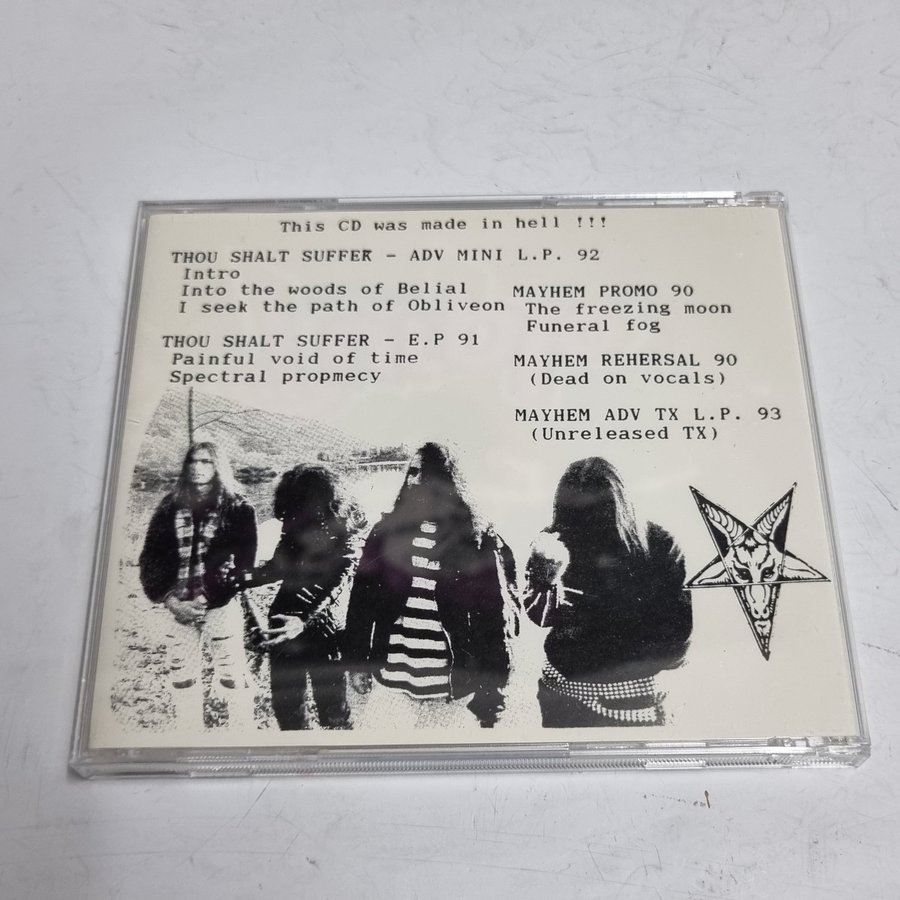 This CD was made in hell !!!
THOU SHALT SUFFER - ADV MINI L.P. 92
Intro
Into the woods of Belial
I seek the path of Obliveon
THOU SHALT SUFFER - E.P 91
Painful void of time
Spectral propmecy
MAYHEM PROMO 90
The freezing moon
Funeral fog
MAYHEM REHERSAL 90
(Dead on vocals)
MAYHEM ADV TX L.P. 93
(Unreleased TX)